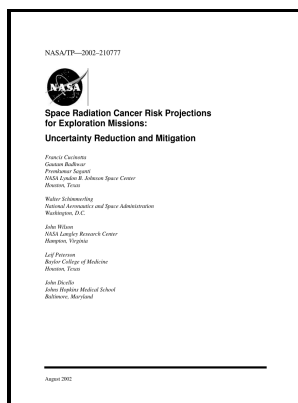 NASA/TP—2002–210777
NASA
Space Radiation Cancer Risk Projections
for Exploration Missions:
Uncertainty Reduction and Mitigation
Francis Cucinotta
Gautam Badhwar
Premkumar Saganti
NASA Lyndon B. Johnson Space Center
Houston, Texas
Walter Schimmerling
National Aeronautics and Space Administration
Washington, D.C.
John Wilson
NASA Langley Research Center
Hampton, Virginia
Leif Peterson
Baylor College of Medicine
Houston, Texas
John Dicello
Johns Hopkins Medical School
Baltimore, Maryland
August 2002